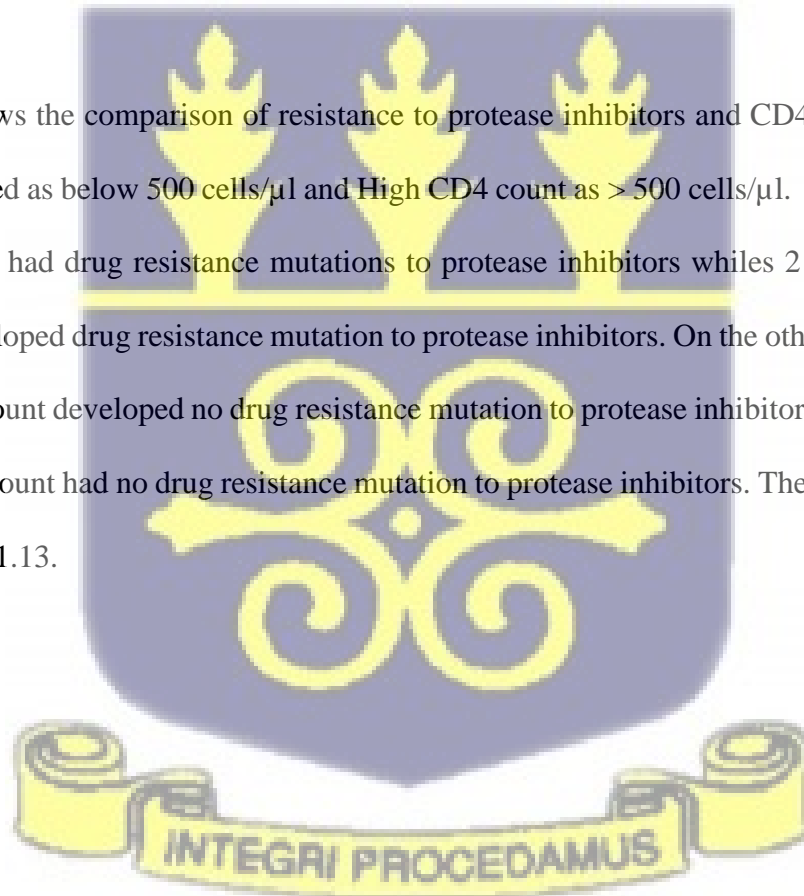 ws the comparison of resistance to protease inhibitors and CD4
ed as below 500 cells/µl and High CD4 count as > 500 cells/µl.
had drug resistance mutations to protease inhibitors whiles 2
loped drug resistance mutation to protease inhibitors. On the oth
ount developed no drug resistance mutation to protease inhibitor
ount had no drug resistance mutation to protease inhibitors. The
1.13.
INTEGRI PROCEDAMUS